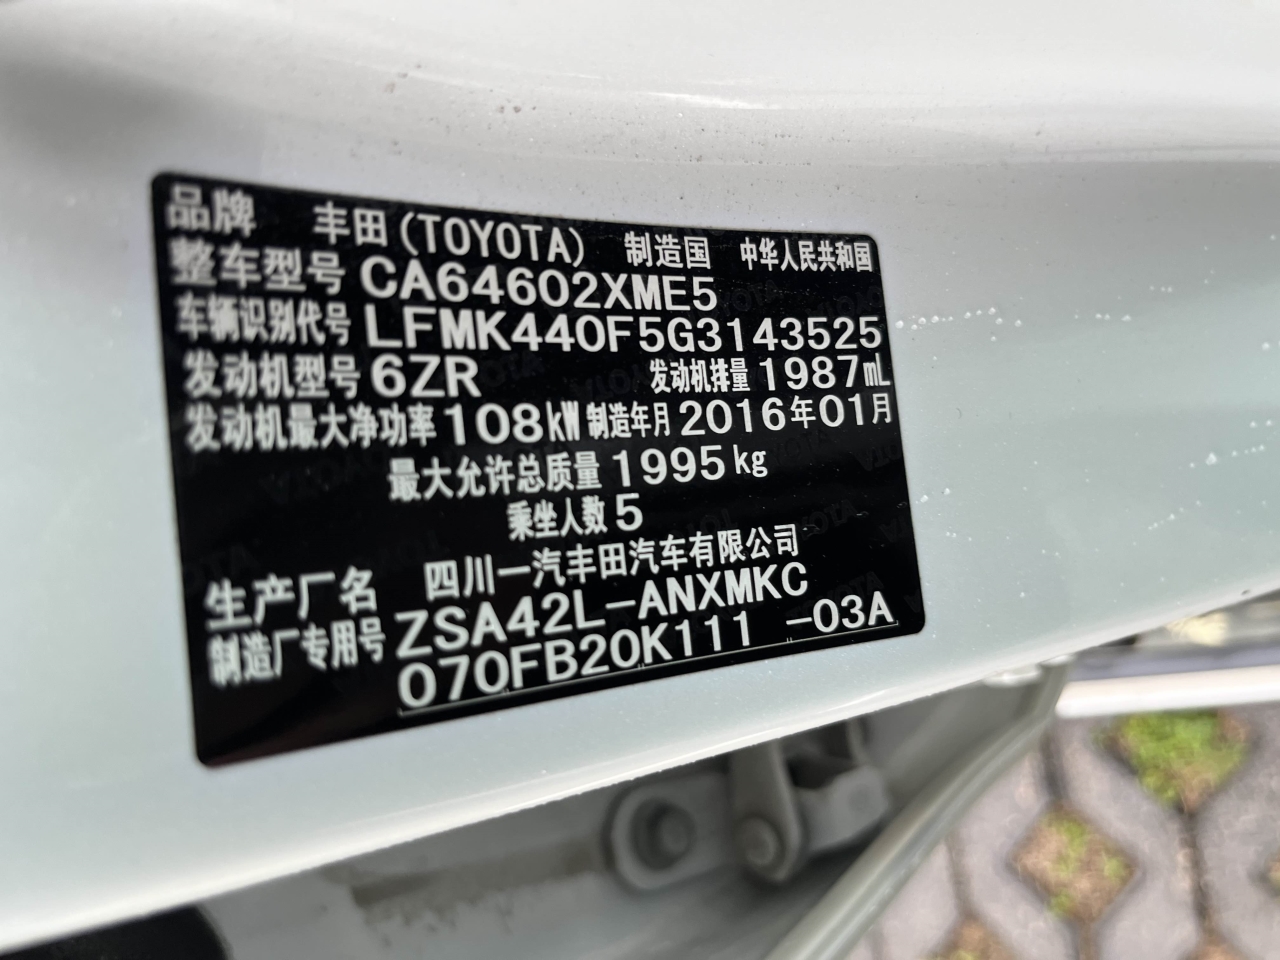 品牌 丰田(TOYOTA) 制造国 中华人民共和国
整车型号 CA64602XME5
车辆识别代号 LFMK440F5G3143525
发动机型号 6ZR 发动机排量 1987mL
发动机最大净功率 108kW 制造年月 2016年01月
最大允许总质量 1995kg
乘坐人数 5
生产厂名 四川一汽丰田汽车有限公司
制造厂专用号 ZSA42L-ANXMKC
070FB20K111 -03A